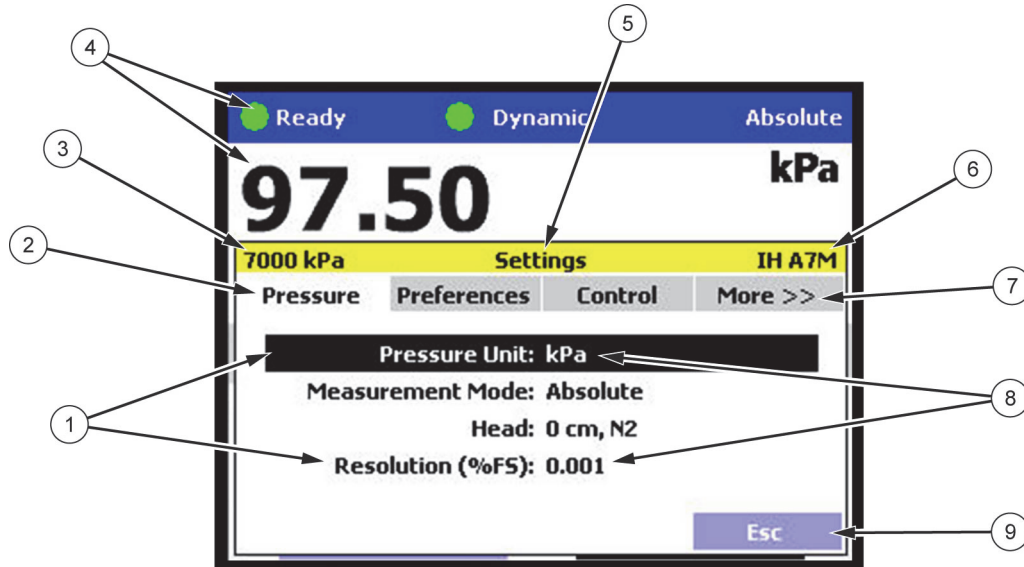 5
4
Ready Dynamic Absolute
3
97.50 kPa
6
2
7000 kPa Settings IH A7M
Pressure Preferences Control More >>
7
Pressure Unit: kPa
Measurement Mode: Absolute
8
1
Head: 0 cm, N2
Resolution (%FS): 0.001
Esc
9